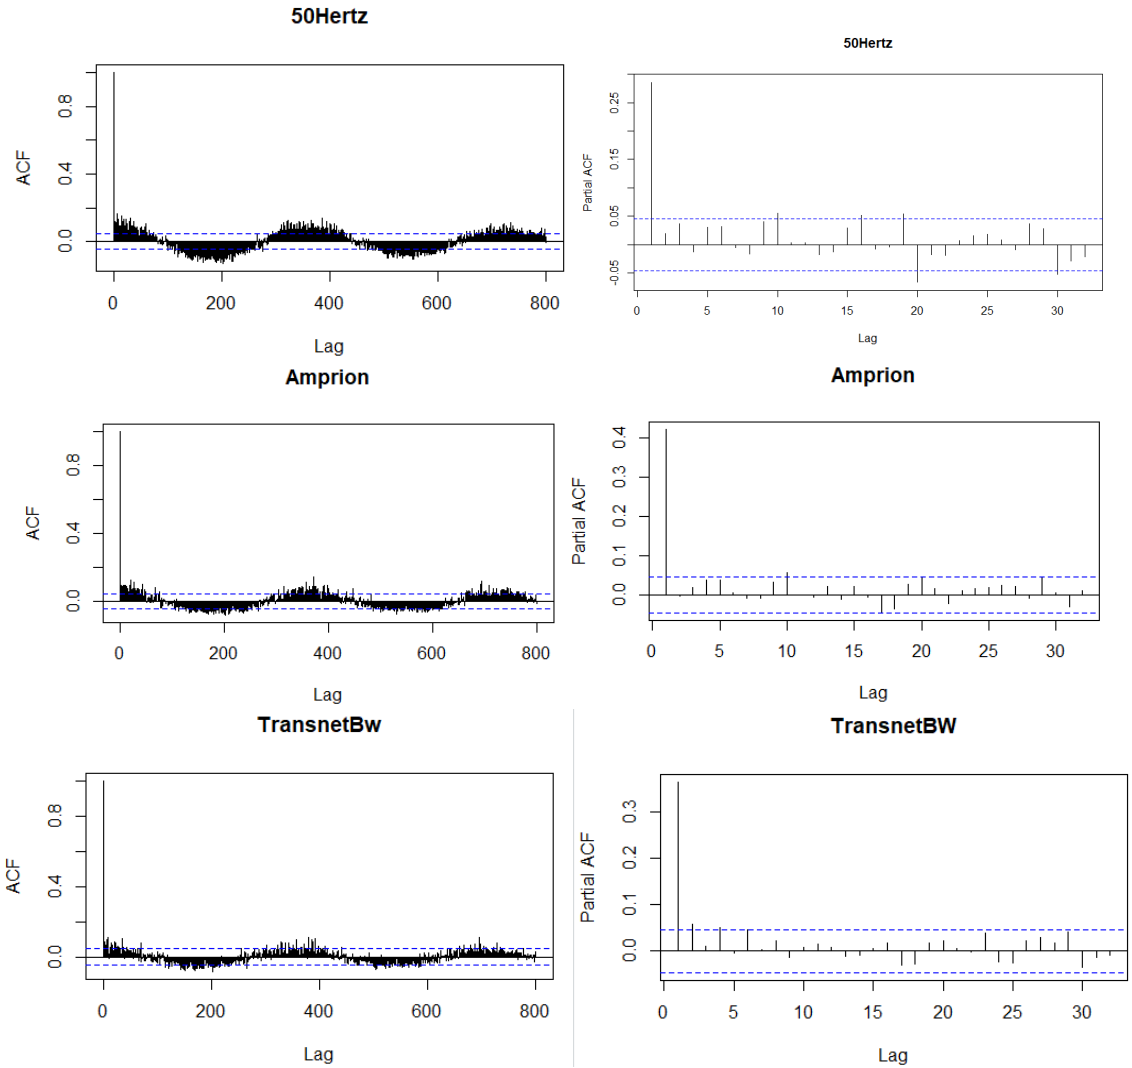 50Hertz
ACF
0.0 0.4 0.8
0 200 400 600 800
Lag
50Hertz
Partial ACF
-0.05 0.05 0.15 0.25
0 5 10 15 20 25 30
Lag
Amprion
ACF
0.0 0.4 0.8
0 200 400 600 800
Lag
Amprion
Partial ACF
0.0 0.1 0.2 0.3 0.4
0 5 10 15 20 25 30
Lag
TransnetBw
ACF
0.0 0.4 0.8
0 200 400 600 800
Lag
TransnetBW
Partial ACF
0.0 0.1 0.2 0.3
0 5 10 15 20 25 30
Lag